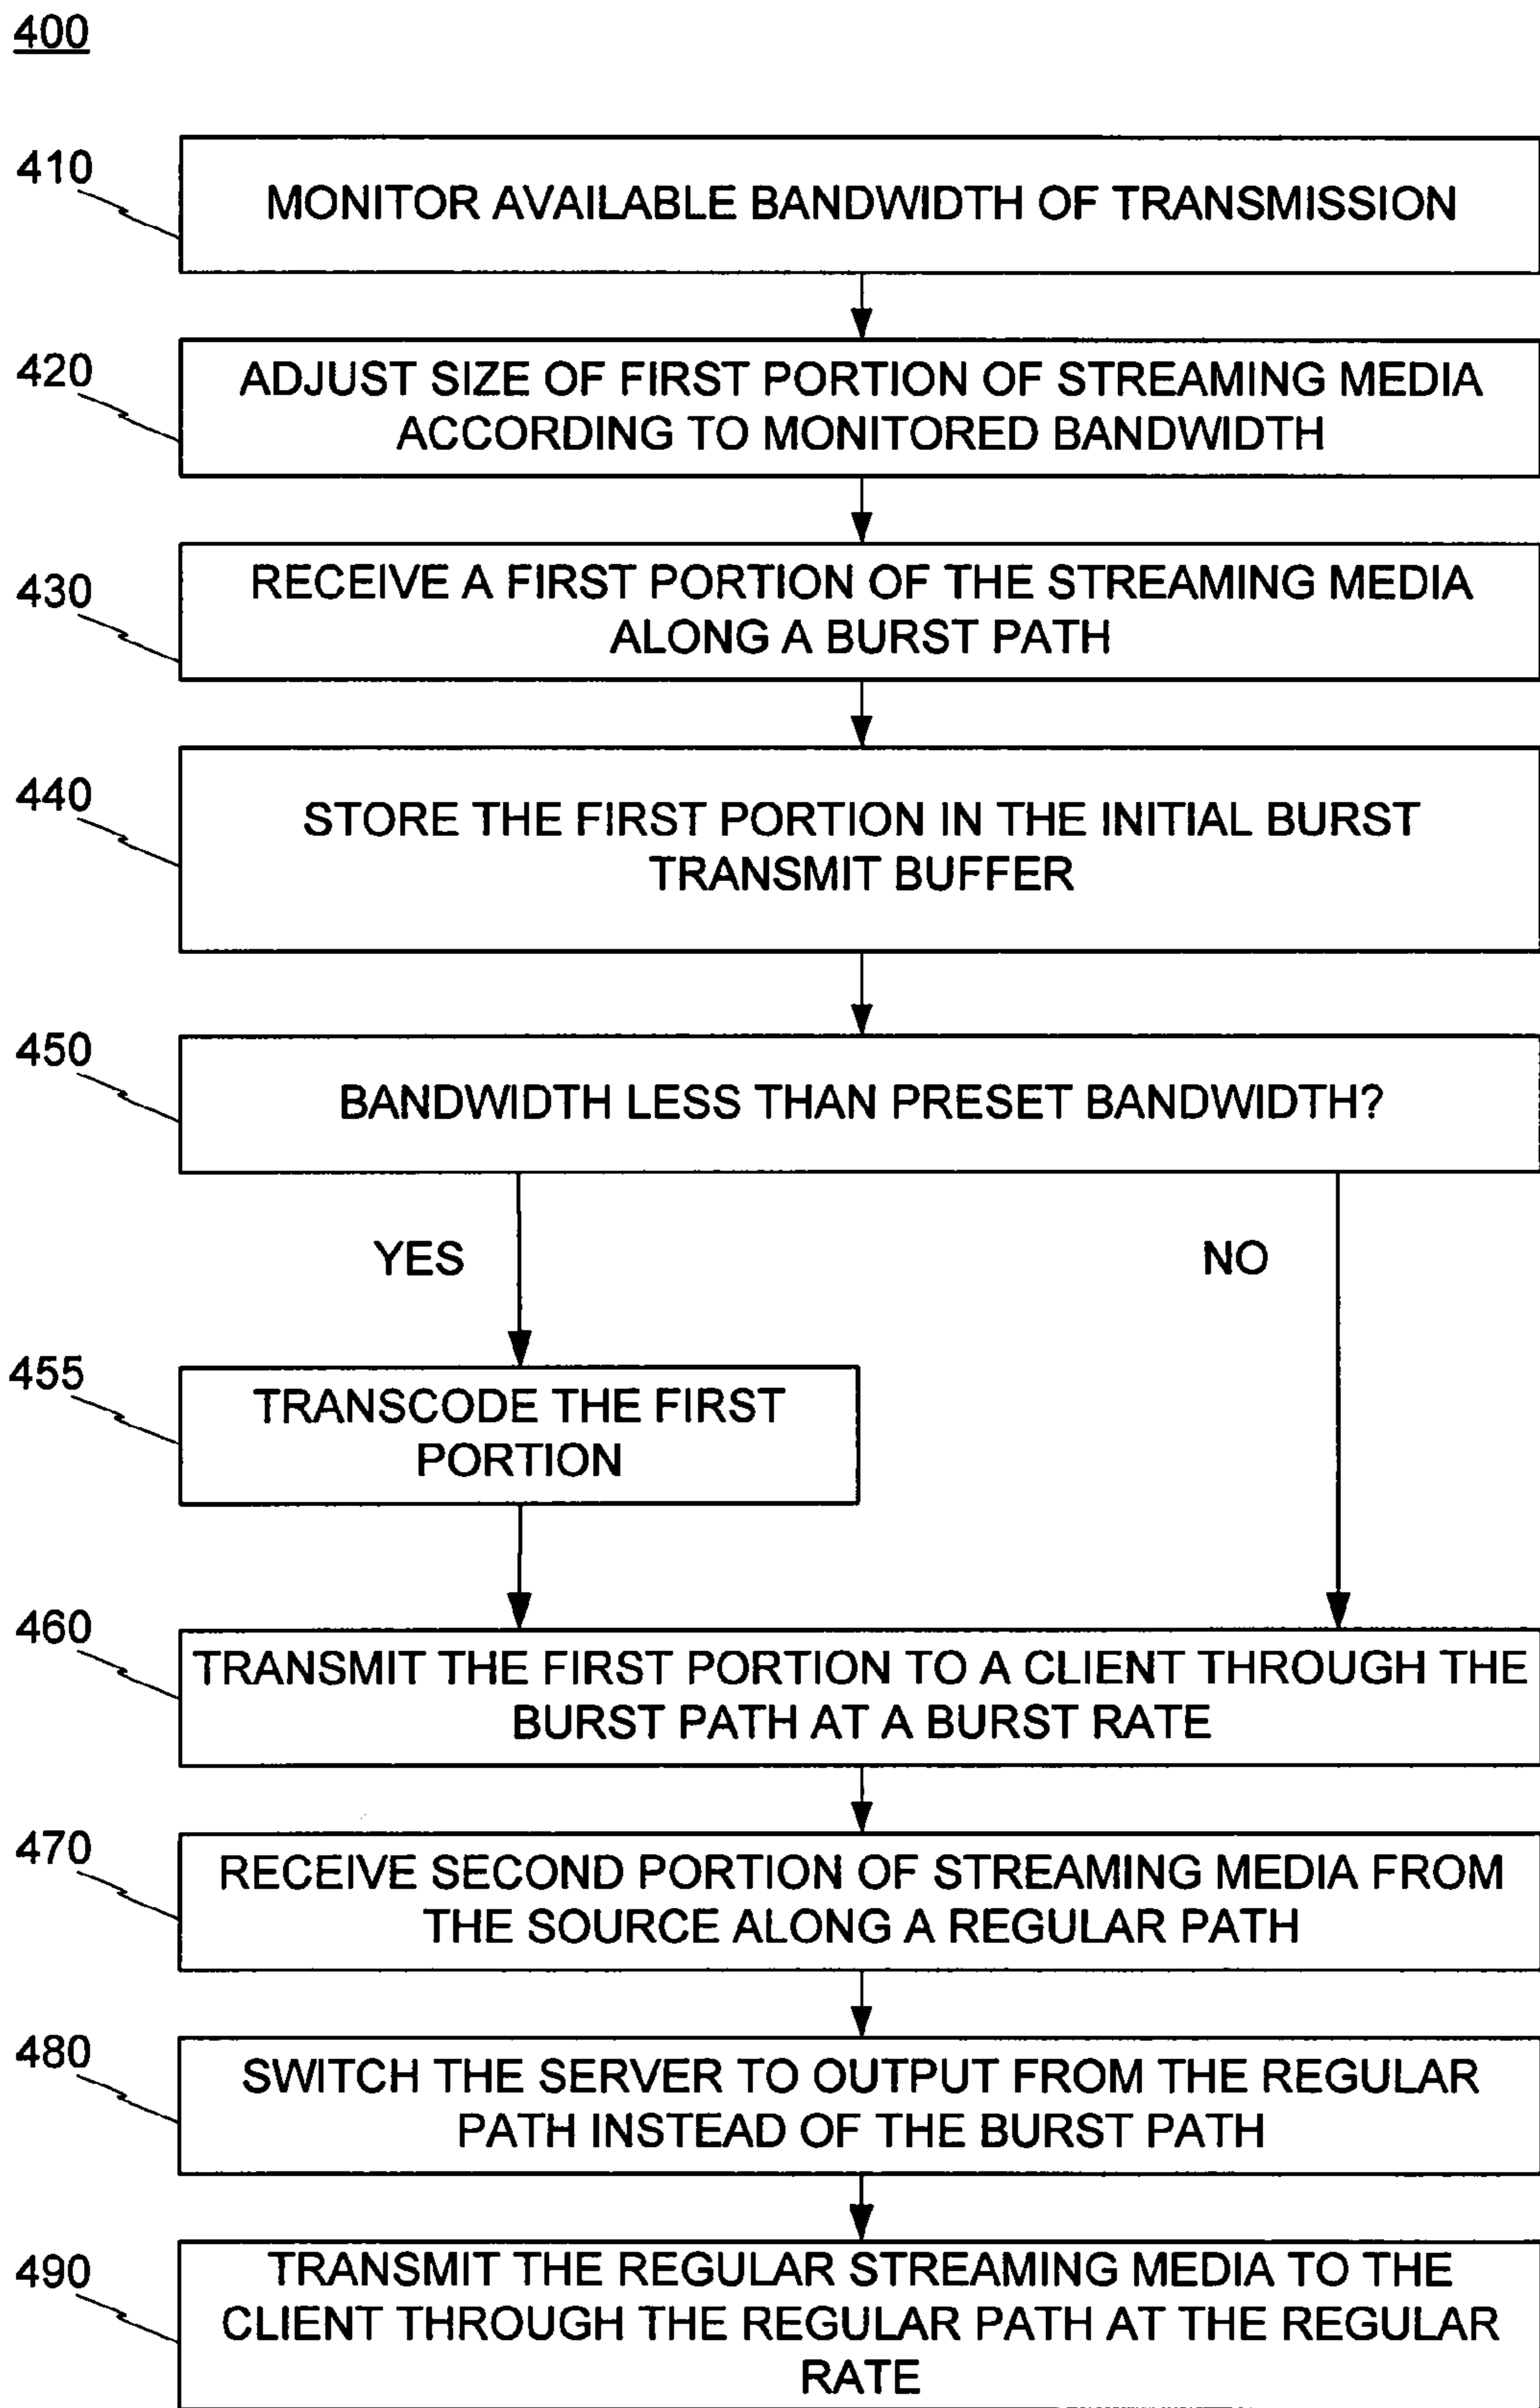 400
410
MONITOR AVAILABLE BANDWIDTH OF TRANSMISSION
420
ADJUST SIZE OF FIRST PORTION OF STREAMING MEDIA
ACCORDING TO MONITORED BANDWIDTH
430
RECEIVE A FIRST PORTION OF THE STREAMING MEDIA
ALONG A BURST PATH
440
STORE THE FIRST PORTION IN THE INITIAL BURST
TRANSMIT BUFFER
450
BANDWIDTH LESS THAN PRESET BANDWIDTH?
YES
NO
455
TRANSCODE THE FIRST
PORTION
460
TRANSMIT THE FIRST PORTION TO A CLIENT THROUGH THE
BURST PATH AT A BURST RATE
470
RECEIVE SECOND PORTION OF STREAMING MEDIA FROM
THE SOURCE ALONG A REGULAR PATH
480
SWITCH THE SERVER TO OUTPUT FROM THE REGULAR
PATH INSTEAD OF THE BURST PATH
490
TRANSMIT THE REGULAR STREAMING MEDIA TO THE
CLIENT THROUGH THE REGULAR PATH AT THE REGULAR
RATE